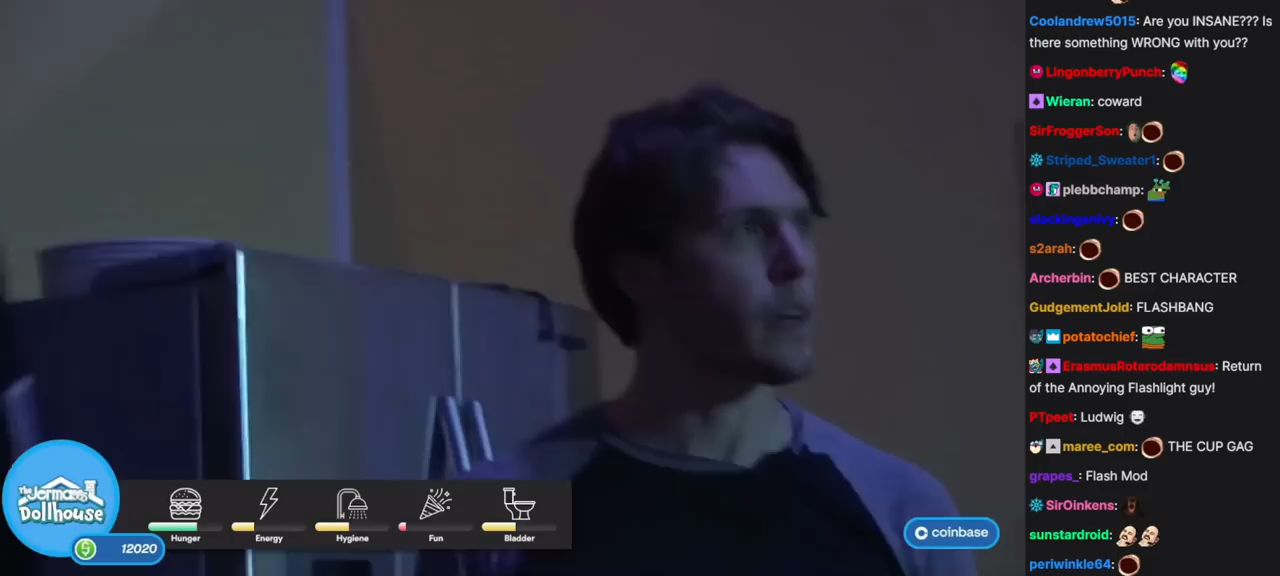 Coolandrew5015: Are you INSANE??? Is
there something WRONG with you??
LingonberryPunch:
Wieran: coward
SirFroggerSon:
Striped_Sweater1:
plebbchamp:
s2arah:
Archerbin: BEST CHARACTER
GudgementJold: FLASHBANG
potatochief:
ErasmusRoterodamnsus: Return
of the Annoying Flashlight guy!
PTpeet: Ludwig
maree_com: THE CUP GAG
grapes_: Flash Mod
SirOinkens:
sunstardroid:
periwinkle64:
The Jerma985
Dollhouse
12020
Hunger
Energy
Hygiene
Fun
Bladder
coinbase